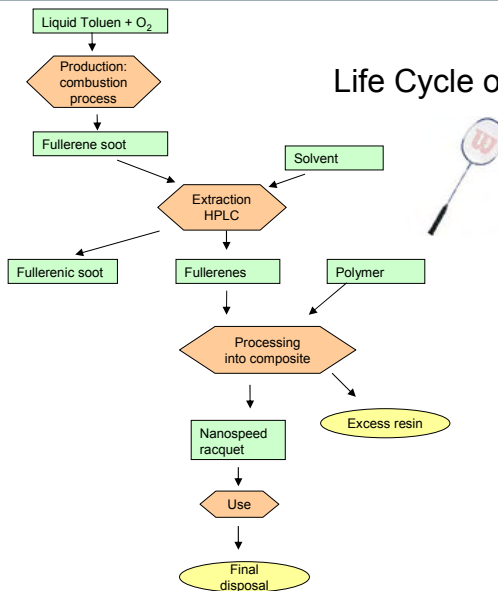 Liquid Toluen + O₂
Life Cycle o
Production:
combustion
process
Fullerene soot
Solvent
Extraction
HPLC
Fullerenic soot
Fullerenes
Polymer
Processing
into composite
Excess resin
Nanospeed
racquet
Use
Final
disposal
W